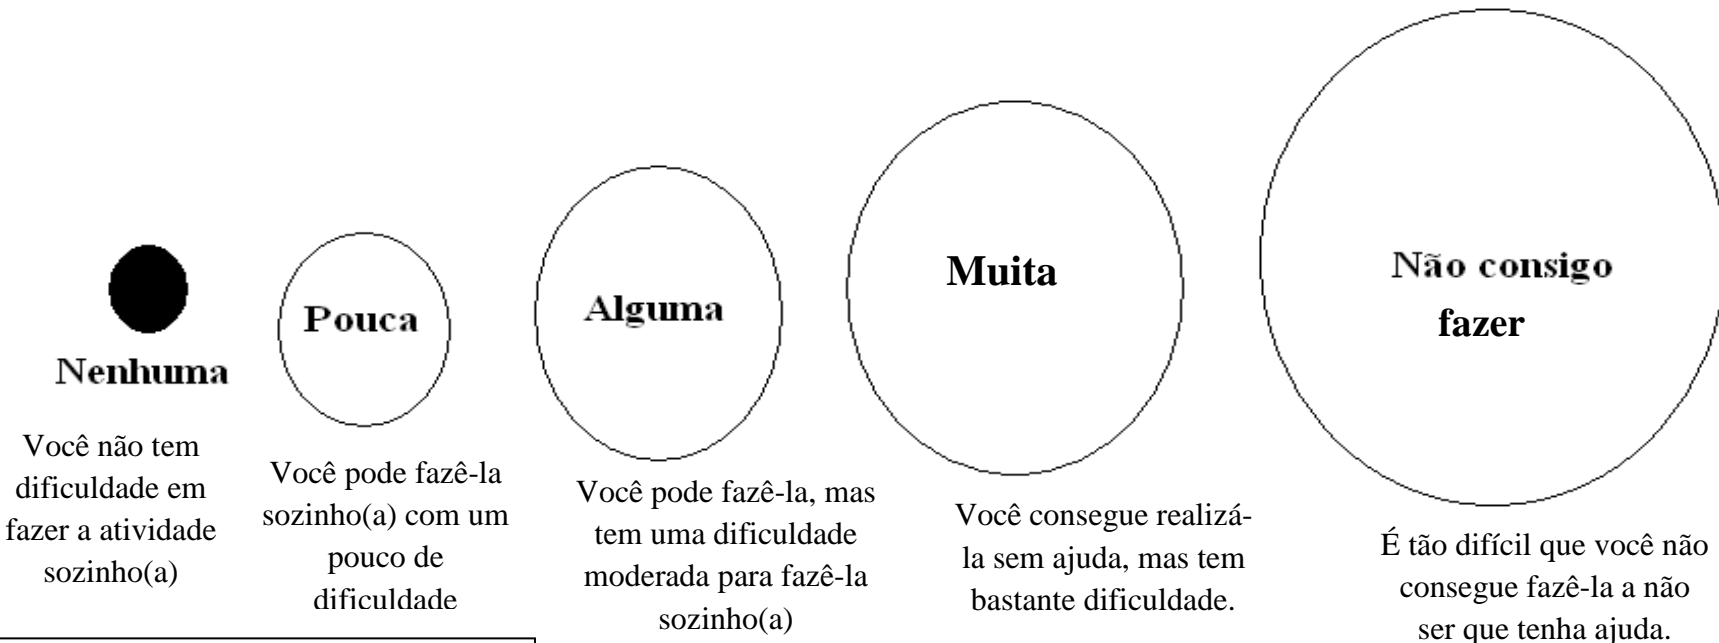 Nenhuma
Você não tem
dificuldade em
fazer a atividade
sozinho(a)
Pouca
Você pode fazê-la
sozinho(a) com um
pouco de
dificuldade
Alguma
Você pode fazê-la, mas
tem uma dificuldade
moderada para fazê-la
sozinho(a)
Muita
Você consegue realizá-
la sem ajuda, mas tem
bastante dificuldade.
Não consigo
fazer
É tão difícil que você não
consegue fazê-la a não
ser que tenha ajuda.